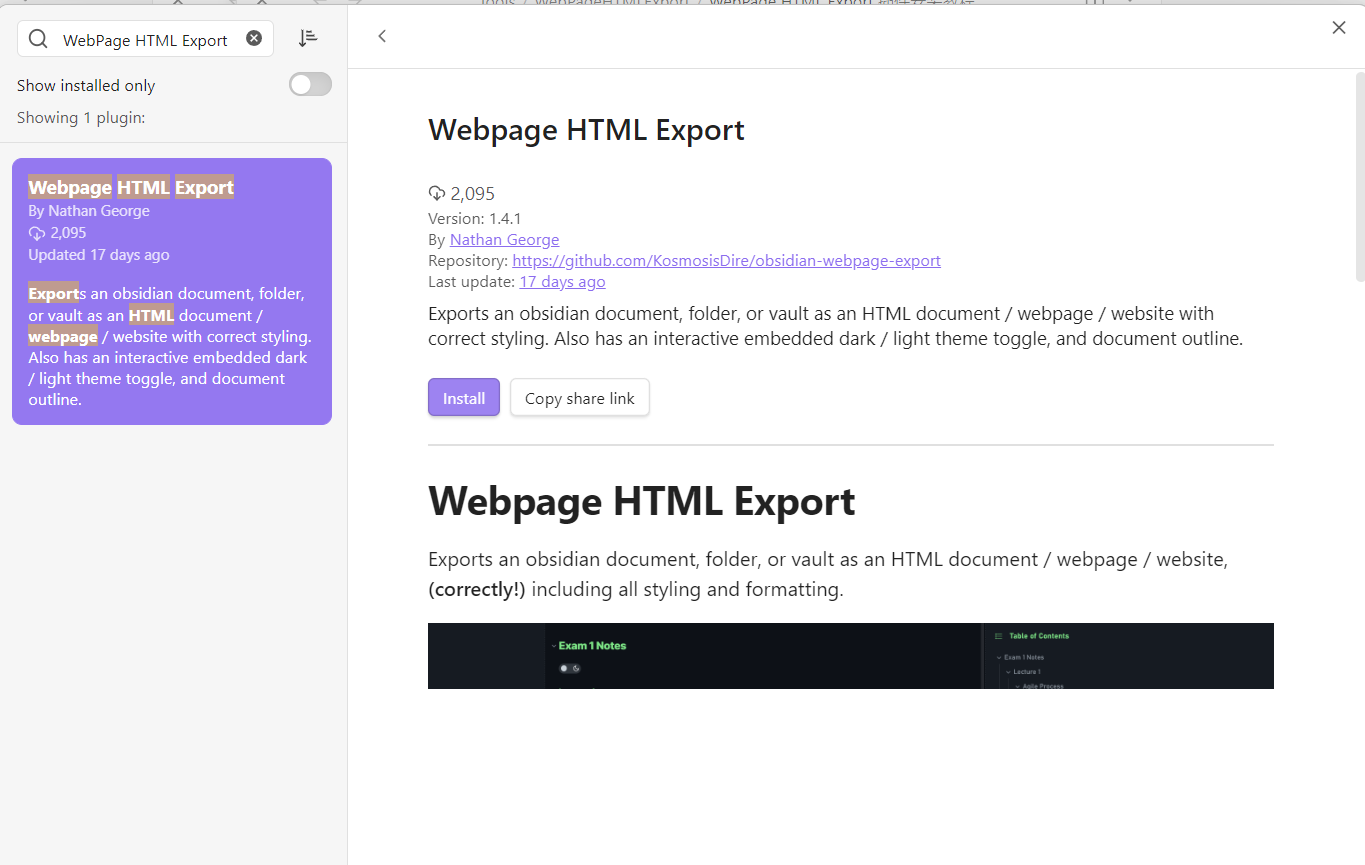 WebPage HTML Export
Show installed only
Showing 1 plugin:
Webpage HTML Export
By Nathan George
2,095
Updated 17 days ago
Exports an obsidian document, folder,
or vault as an HTML document /
webpage / website with correct styling.
Also has an interactive embedded dark
/ light theme toggle, and document
outline.
Webpage HTML Export
2,095
Version: 1.4.1
By Nathan George
Repository: https://github.com/KosmosisDire/obsidian-webpage-export
Last update: 17 days ago
Exports an obsidian document, folder, or vault as an HTML document / webpage / website with
correct styling. Also has an interactive embedded dark / light theme toggle, and document outline.
Install
Copy share link
Webpage HTML Export
Exports an obsidian document, folder, or vault as an HTML document / webpage / website,
(correctly!) including all styling and formatting.
Exam 1 Notes
Table of Contents
Exam 1 Notes
Lecture 1
Agile Process